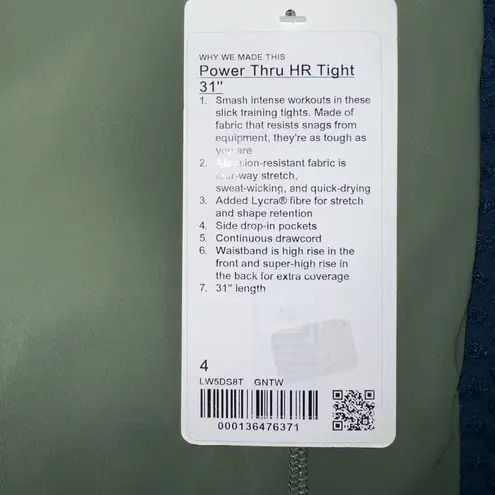 WHY WE MADE THIS
Power Thru HR Tight
31"
1. Smash intense workouts in these
slick training tights. Made of
fabric that resists snags from
equipment, they're as tough as
you are
2. Abrasion-resistant fabric is
four-way stretch,
sweat-wicking, and quick-drying
3. Added Lycra® fibre for stretch
and shape retention
4. Side drop-in pockets
5. Continuous drawcord
6. Waistband is high rise in the
front and super-high rise in
the back for extra coverage
7. 31" length
4
LW5DS8T GNTW
000136476371